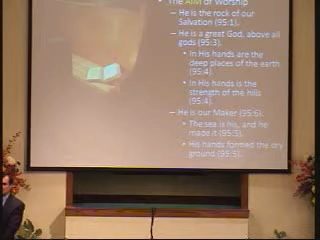 • The AIM of Worship
– He is the rock of our
Salvation (95:1).
– He is a great God, above all
gods (95:3).
• In His hands are the
deep places of the earth
(95:4)
• In His hands is the
strength of the hills
(95:4)
– He is our Maker (95:6).
• The sea is his, and he
made it (95:5).
• His hands formed the dry
ground (95:5).